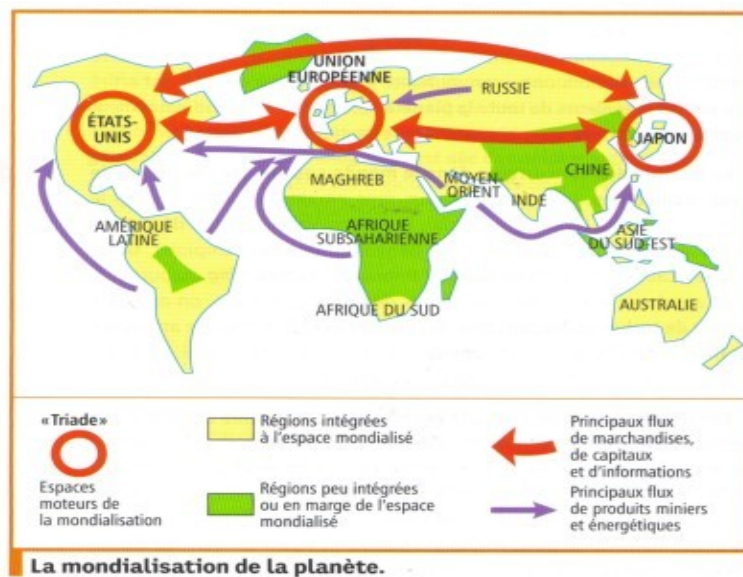 UNION
EUROPÉENNE
RUSSIE
ÉTATS-
UNIS
JAPON
MAGHREB
MOYEN-
ORIENT
INDE
CHINE
AMÉRIQUE
LATINE
AFRIQUE
SUBSAHARIENNE
ASIE
DU SUD-EST
AFRIQUE DU SUD
AUSTRALIE
«Triade»
Espaces
moteurs de
la mondialisation
Régions intégrées
à l'espace mondialisé
Régions peu intégrées
ou en marge de l'espace
mondialisé
Principaux flux
de marchandises,
de capitaux
et d'informations
Principaux flux
de produits miniers
et énergétiques
La mondialisation de la planète.